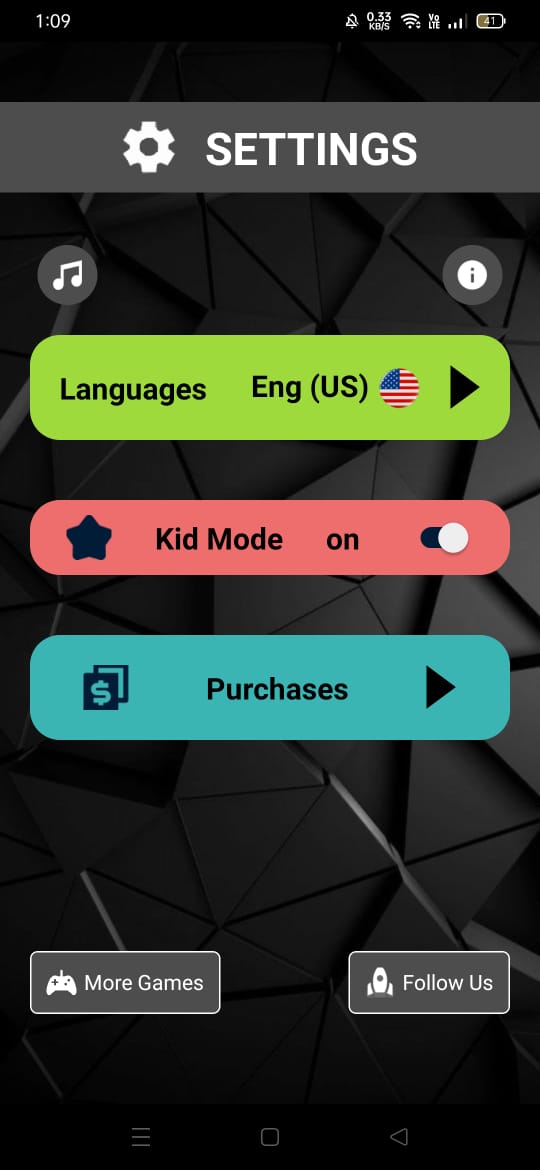 1:09
0.33 KB/S
Vo LTE
41
SETTINGS
Languages Eng (US)
Kid Mode on
$
Purchases
More Games
Follow Us